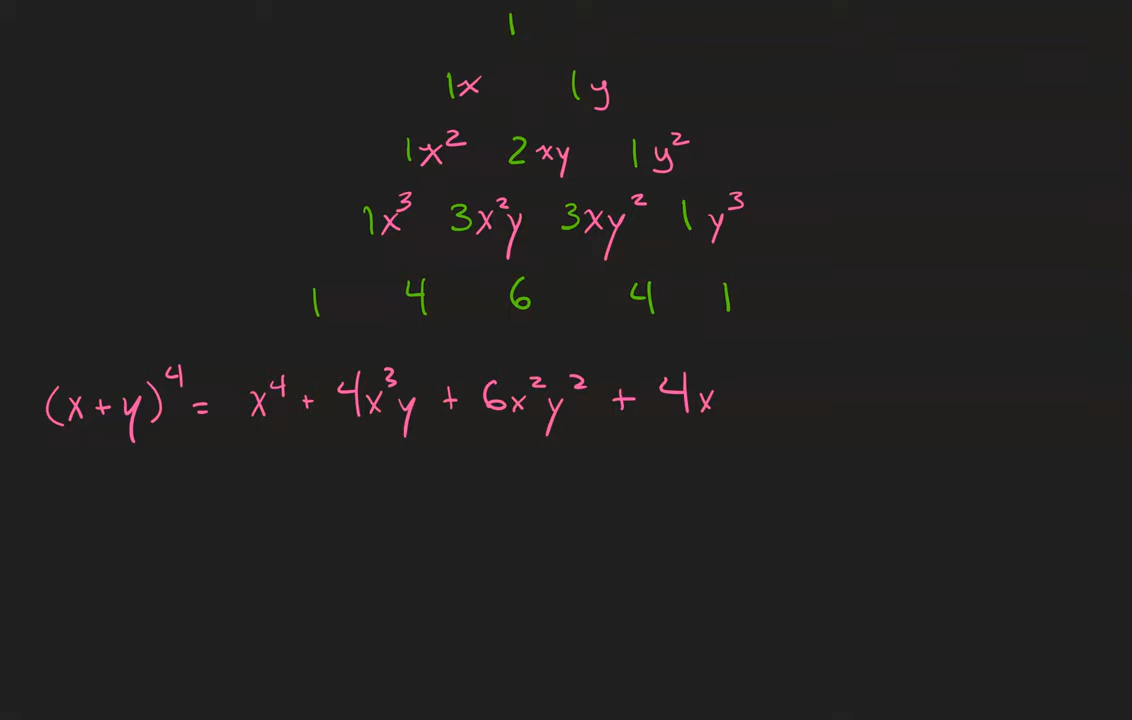 1
1x 1y
1x² 2xy 1y²
1x³ 3x²y 3xy² 1y³
1 4 6 4 1
(x+y)⁴ = x⁴ + 4x³y + 6x²y² + 4x